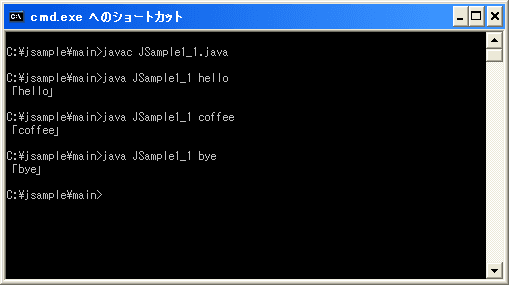 cmd.exe へのショートカット
C:¥jsample¥main>javac JSample1_1.java
C:¥jsample¥main>java JSample1_1 hello
「hello」
C:¥jsample¥main>java JSample1_1 coffee
「coffee」
C:¥jsample¥main>java JSample1_1 bye
「bye」
C:¥jsample¥main>